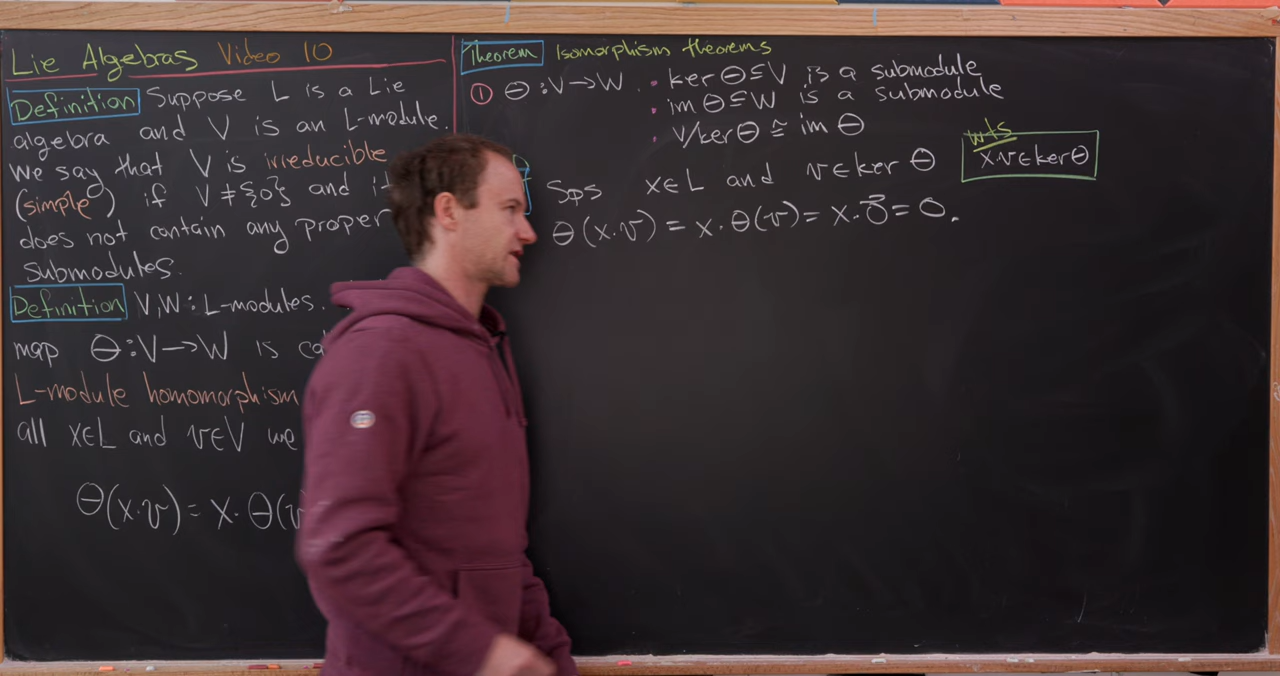 Lie Algebras Video 10
Definition Suppose L is a Lie
algebra and V is an L-module.
We say that V is irreducible
(simple) if V ≠ {0} and it
does not contain any proper
submodules.
Definition V, W : L-modules.
map Θ : V → W is
L-module homomorphism
all x∈L and v∈V we
Θ(x·v) = x·Θ(v
Theorem Isomorphism theorems
① Θ : V → W · ker Θ ⊆ V is a submodule
· im Θ ⊆ W is a submodule
· V/ker Θ ≅ im Θ
wts
x·v ∈ ker Θ
Sps x∈L and v∈ker Θ
Θ(x·v) = x·Θ(v) = x·0⃗ = 0.